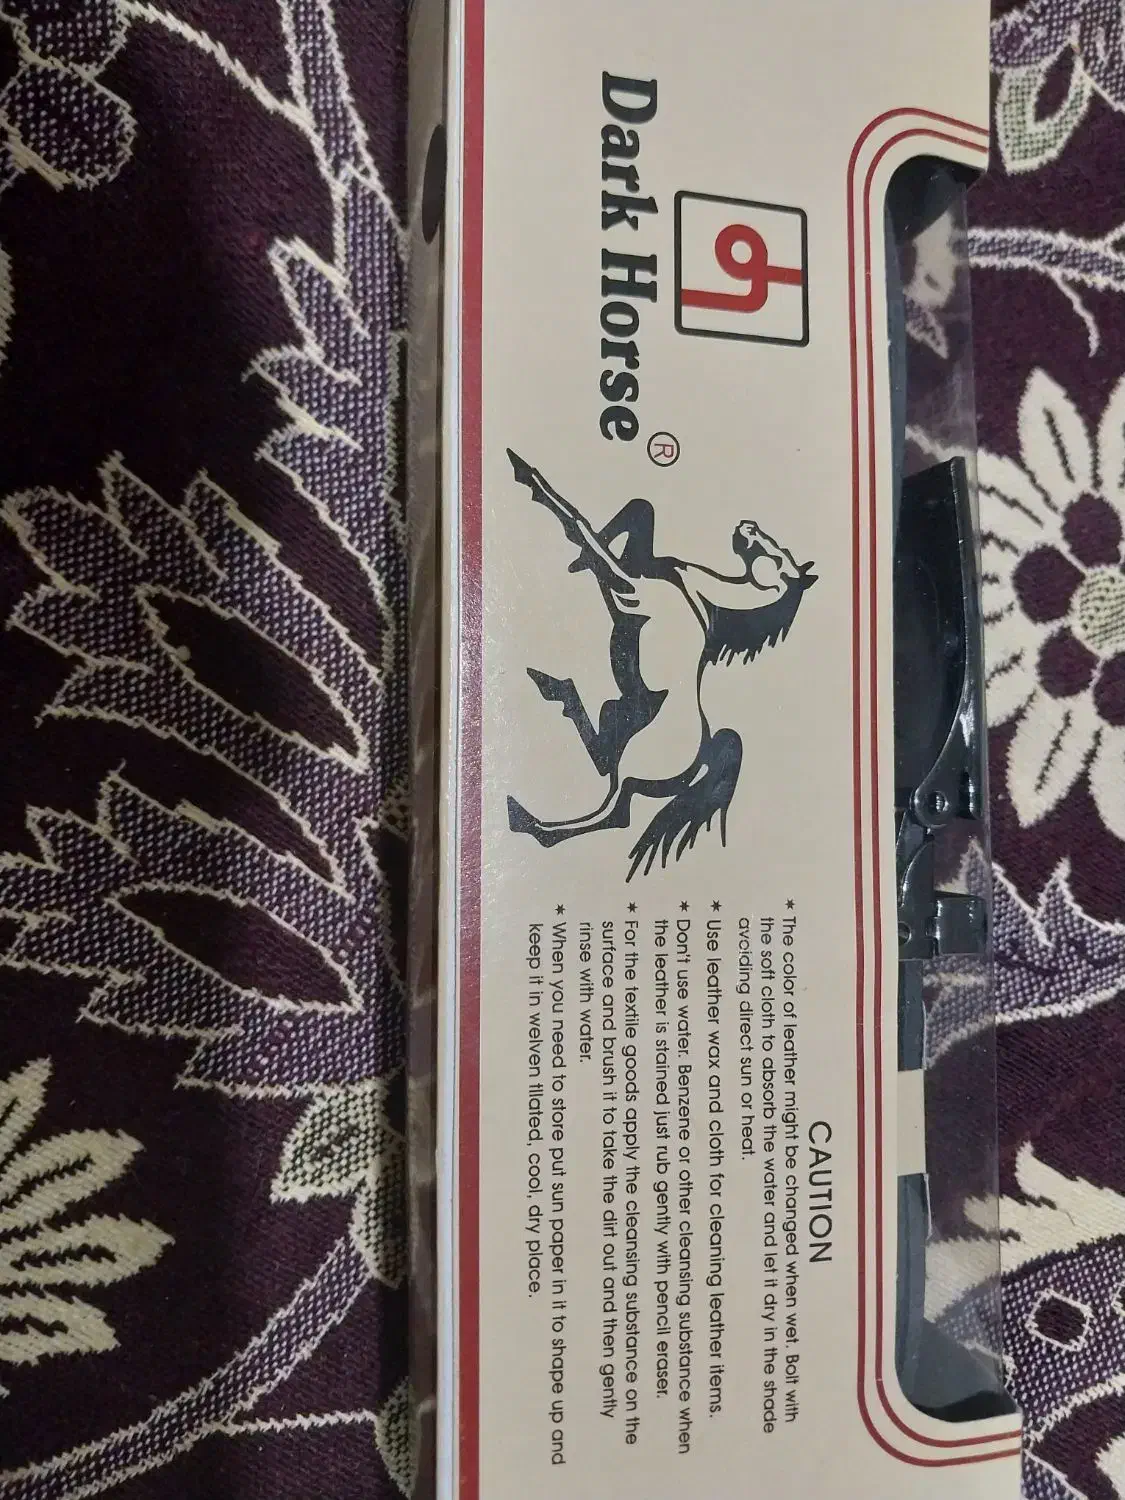 dh
Dark Horse ®
CAUTION
* The color of leather might be changed when wet. Bolt with
the soft cloth to absorb the water and let it dry in the shade
avoiding direct sun or heat.
* Use leather wax and cloth for cleaning leather items.
* Don't use water. Benzene or other cleansing substance when
the leather is stained just rub gently with pencil eraser.
* For the textile goods apply the cleansing substance on the
surface and brush it to take the dirt out and then gently
rinse with water.
* When you need to store put sun paper in it to shape up and
keep it in welven tllated, cool, dry place.